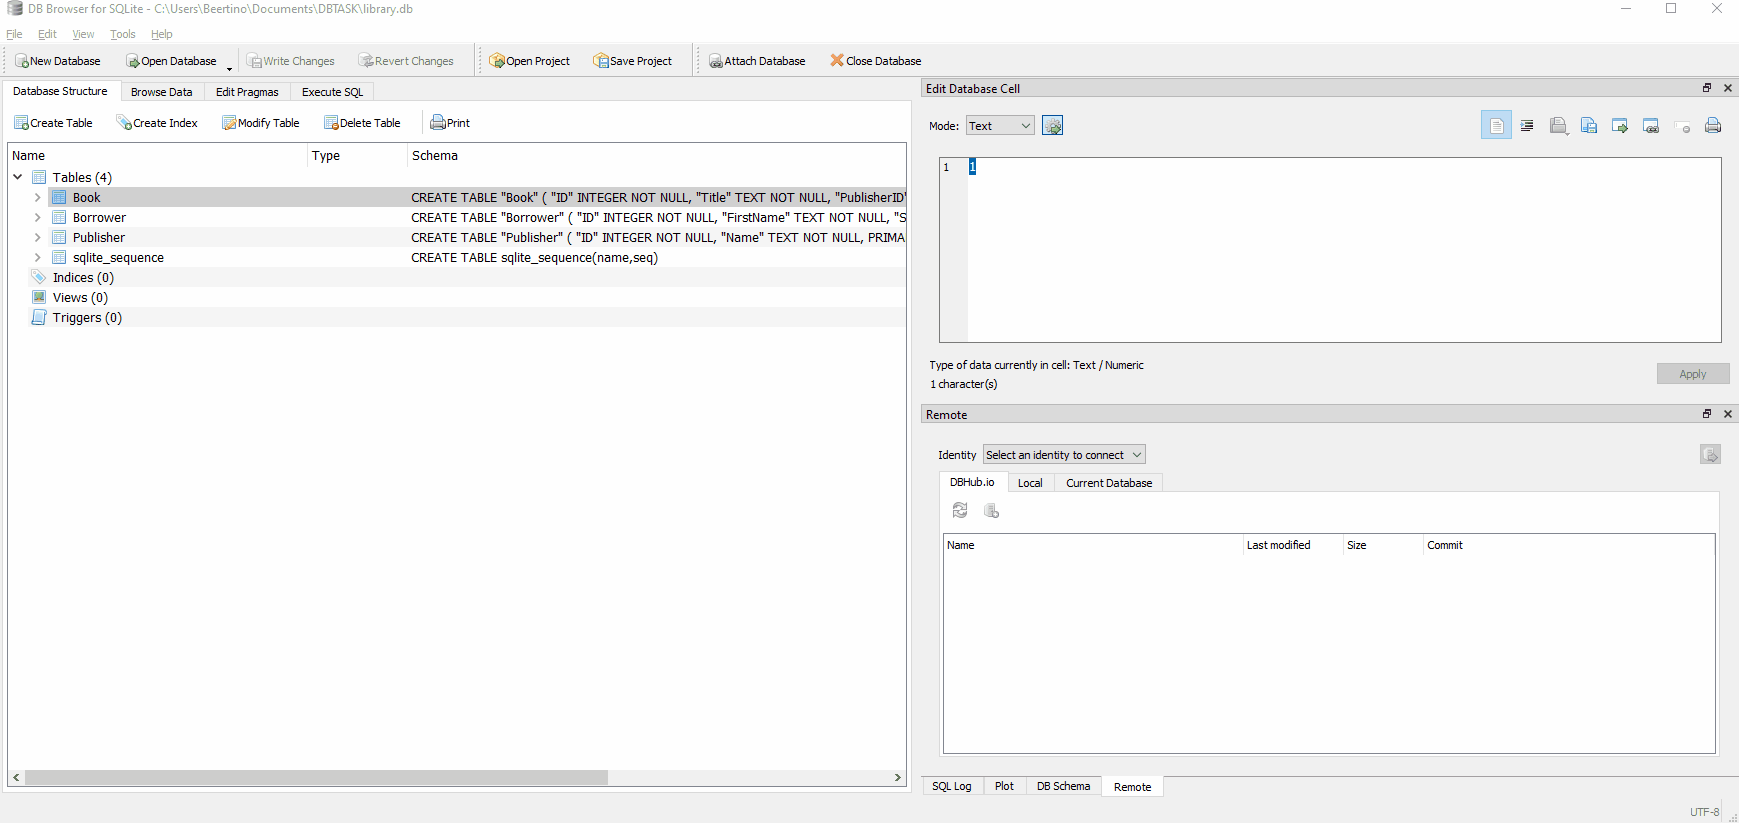 DB Browser for SQLite - C:\Users\Beertino\Documents\DBTASK\library.db
File Edit View Tools Help
New Database Open Database Write Changes Revert Changes Open Project Save Project Attach Database Close Database
Database Structure Browse Data Edit Pragmas Execute SQL
Create Table Create Index Modify Table Delete Table Print
Name Type Schema
Tables (4)
Book CREATE TABLE "Book" ( "ID" INTEGER NOT NULL, "Title" TEXT NOT NULL, "PublisherID"
Borrower CREATE TABLE "Borrower" ( "ID" INTEGER NOT NULL, "FirstName" TEXT NOT NULL, "S
Publisher CREATE TABLE "Publisher" ( "ID" INTEGER NOT NULL, "Name" TEXT NOT NULL, PRIMA
sqlite_sequence CREATE TABLE sqlite_sequence(name,seq)
Indices (0)
Views (0)
Triggers (0)
Edit Database Cell
Mode: Text
1 1
Type of data currently in cell: Text / Numeric
1 character(s)
Apply
Remote
Identity Select an identity to connect
DBHub.io Local Current Database
Name Last modified Size Commit
SQL Log Plot DB Schema Remote
UTF-8